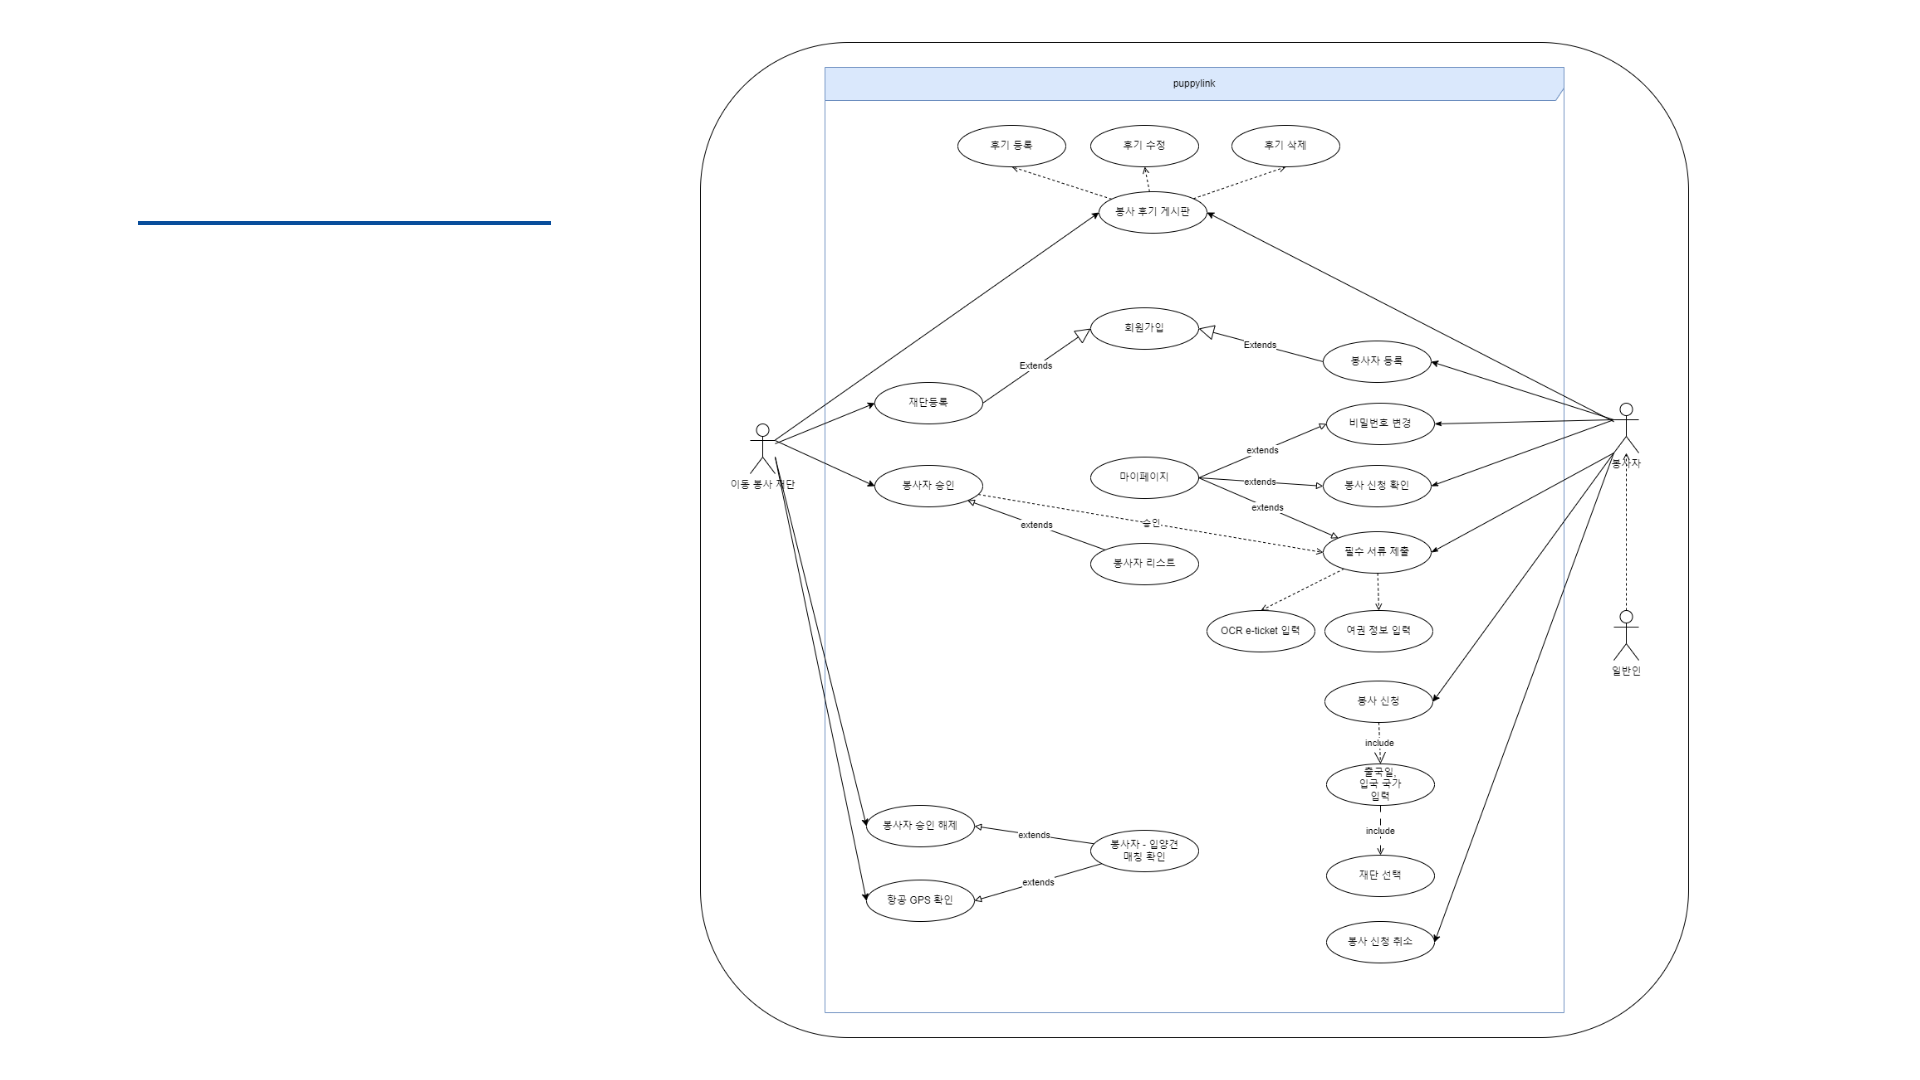 puppylink
후기 등록
후기 수정
후기 삭제
봉사 후기 게시판
회원가입
Extends
Extends
봉사자 등록
재단등록
비밀번호 변경
extends
마이페이지
extends
봉사 신청 확인
봉사자
이동 봉사 재단
봉사자 승인
extends
승인
extends
필수 서류 제출
봉사자 리스트
OCR e-ticket 입력
여권 정보 입력
일반인
봉사 신청
include
출국일,
입국 국가
입력
include
봉사자 승인 해제
extends
봉사자 - 입양견
매칭 확인
재단 선택
extends
항공 GPS 확인
봉사 신청 취소